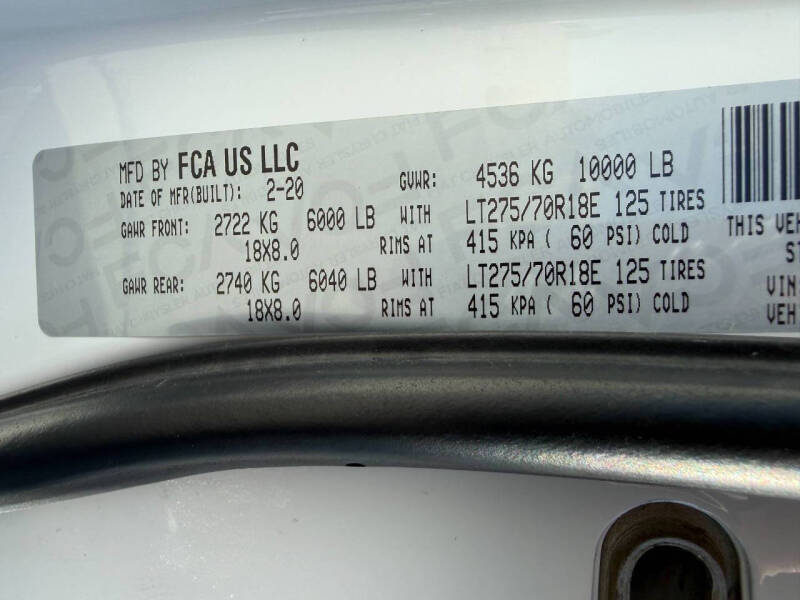 MFD BY FCA US LLC
DATE OF MFR(BUILT): 2-20 GVWR: 4536 KG 10000 LB
GAWR FRONT: 2722 KG 6000 LB WITH LT275/70R18E 125 TIRES
18X8.0 RIMS AT 415 KPA ( 60 PSI) COLD
GAWR REAR: 2740 KG 6040 LB WITH LT275/70R18E 125 TIRES
18X8.0 RIMS AT 415 KPA ( 60 PSI) COLD
THIS VEH
ST
VIN
VEH